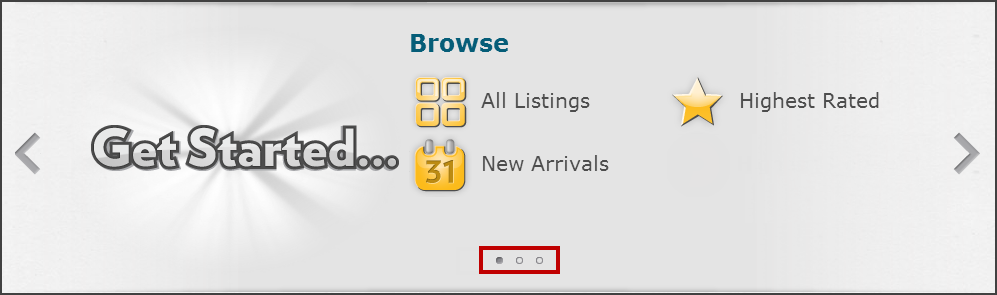 Get Started...
Browse
All Listings
Highest Rated
31
New Arrivals